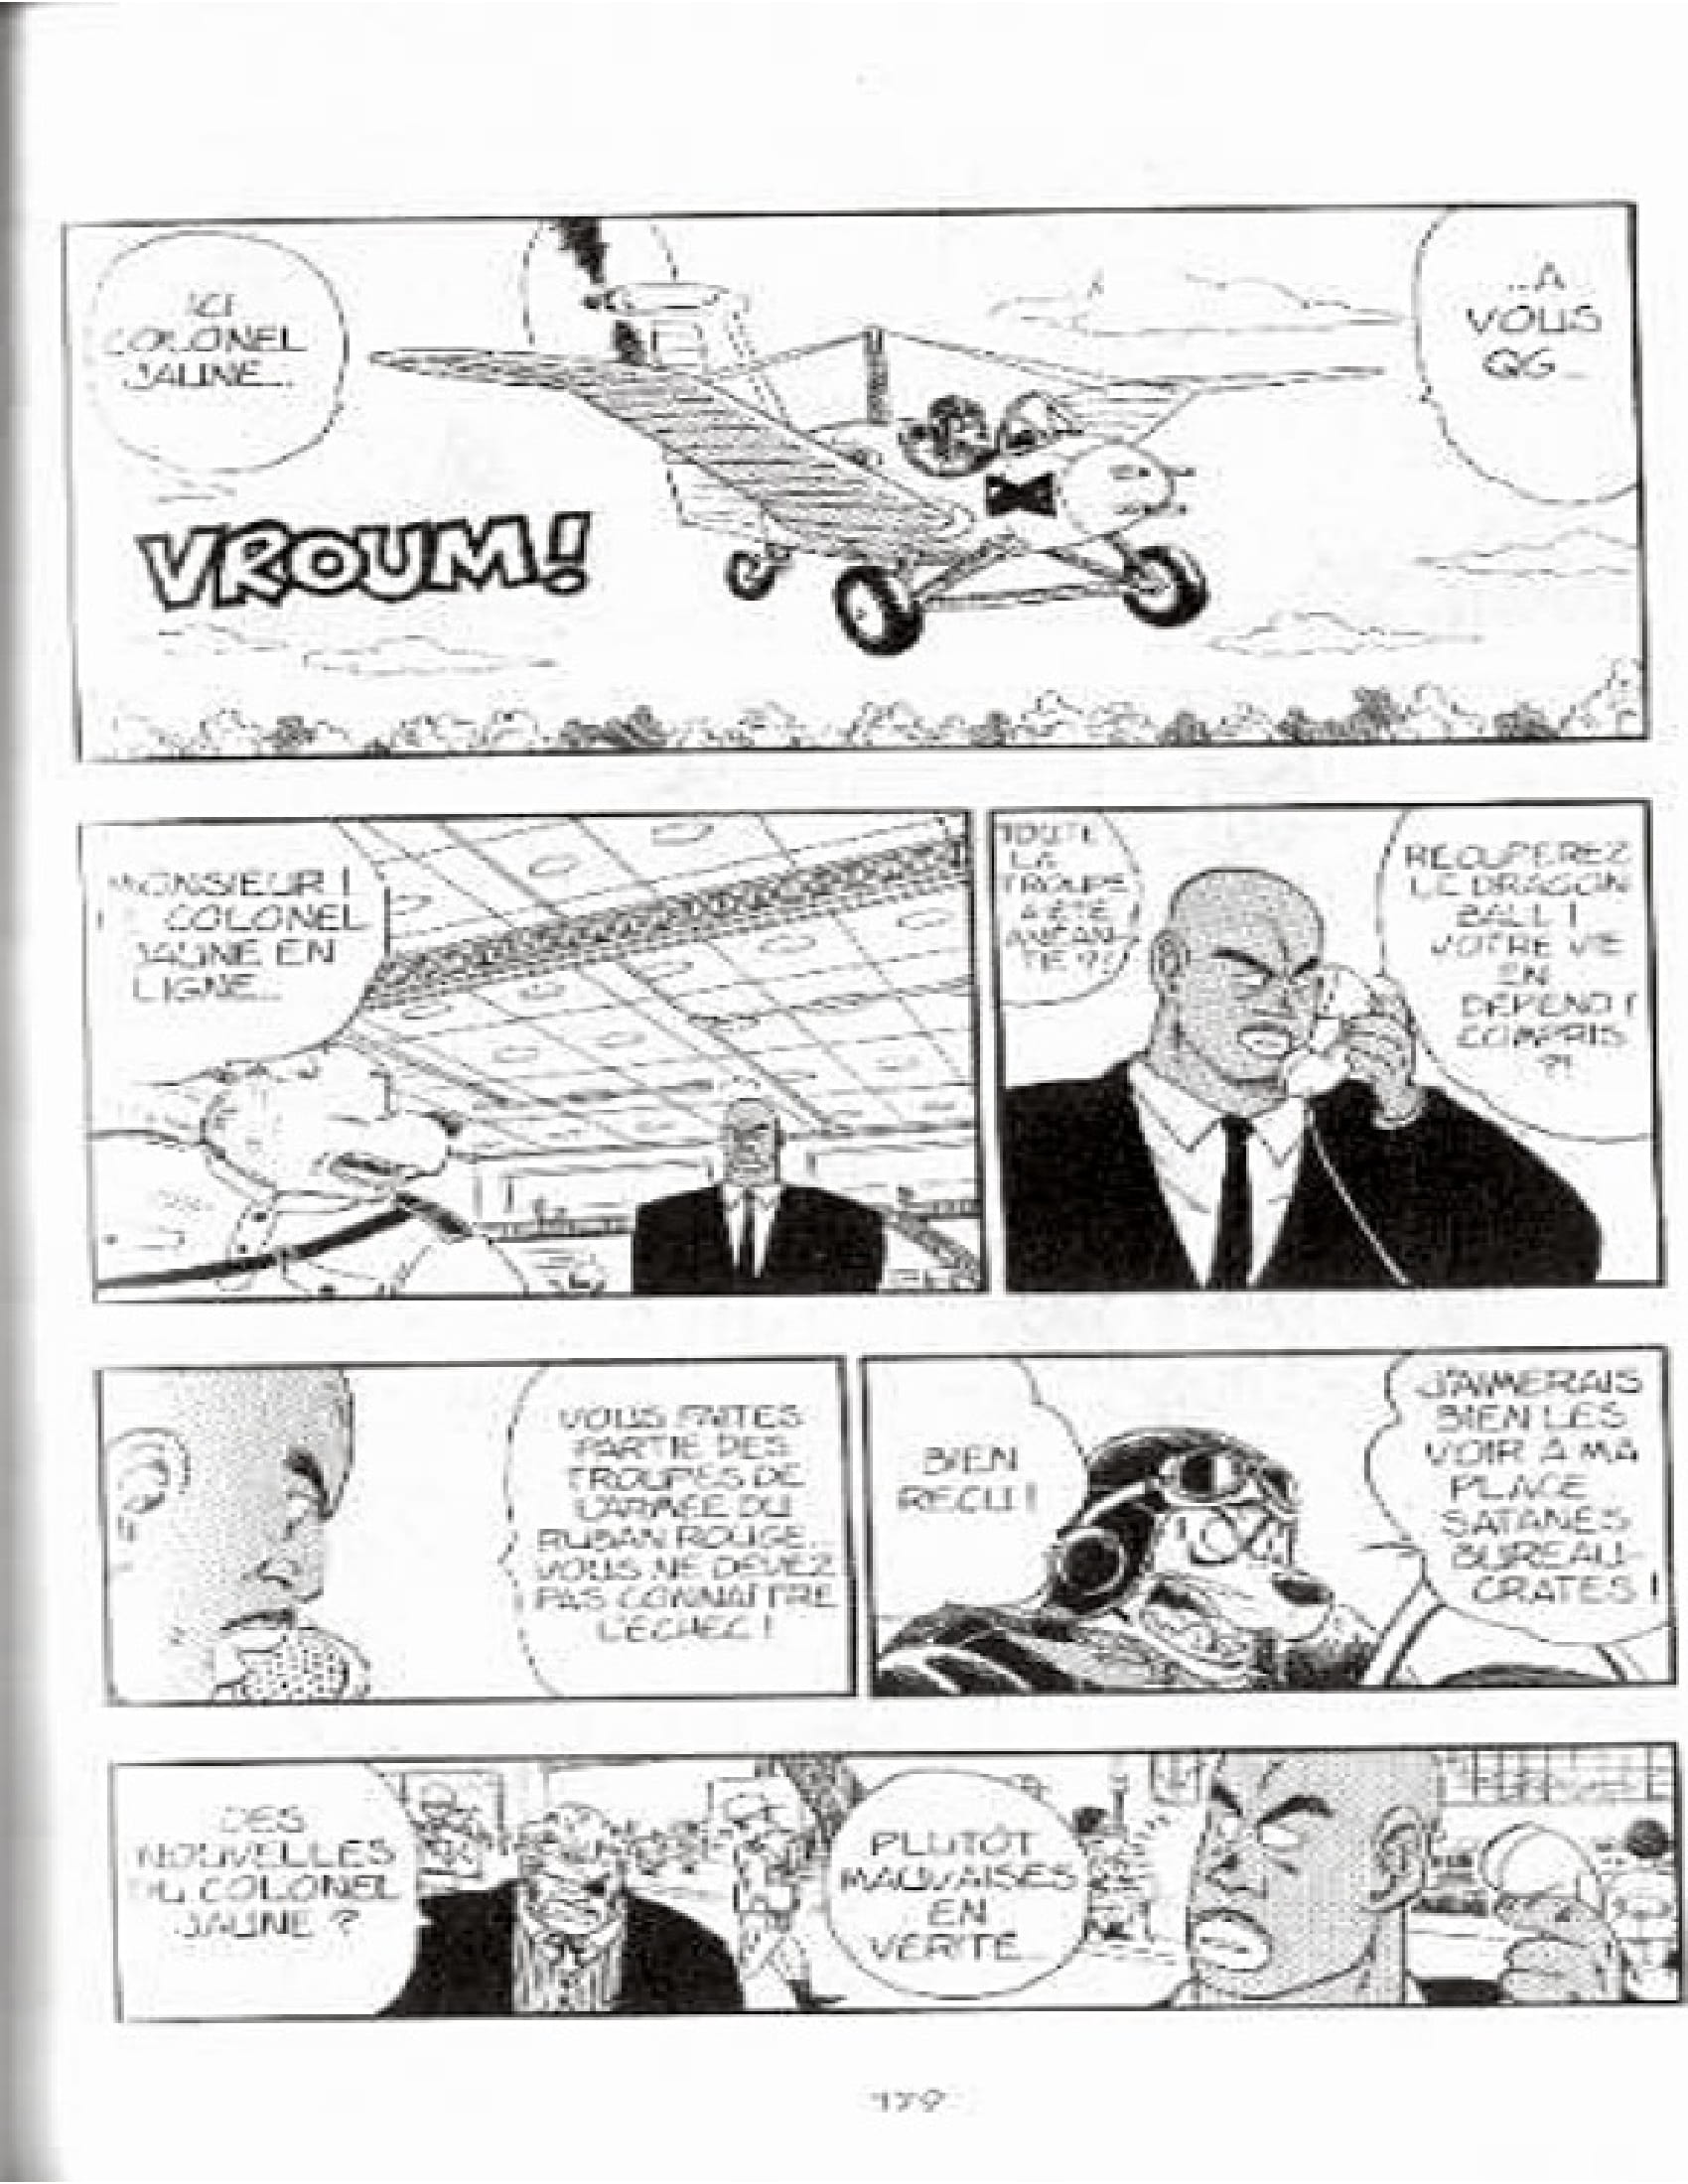 ICI
COLONEL
JAUNE...
...A
VOUS
QG...
VROUM!
MONSIEUR !
COLONEL
JAUNE EN
LIGNE...
TOUTE
LA
TROUPE
A ÉTÉ
ANÉAN-
TIE ?!
RÉCUPÉREZ
LE DRAGON
BALL !
VOTRE VIE
EN
DÉPEND !
COMPRIS
?!
VOUS FAITES
PARTIE DES
TROUPES DE
L'ARMÉE DU
RUBAN ROUGE...
VOUS NE DEVEZ
PAS CONNAÎTRE
L'ÉCHEC !
BIEN
REÇU !
J'AIMERAIS
BIEN LES
VOIR À MA
PLACE
SATANÉS
BUREAU-
CRATES !
DES
NOUVELLES
DU COLONEL
JAUNE ?
PLUTÔT
MAUVAISES
EN
VÉRITÉ...